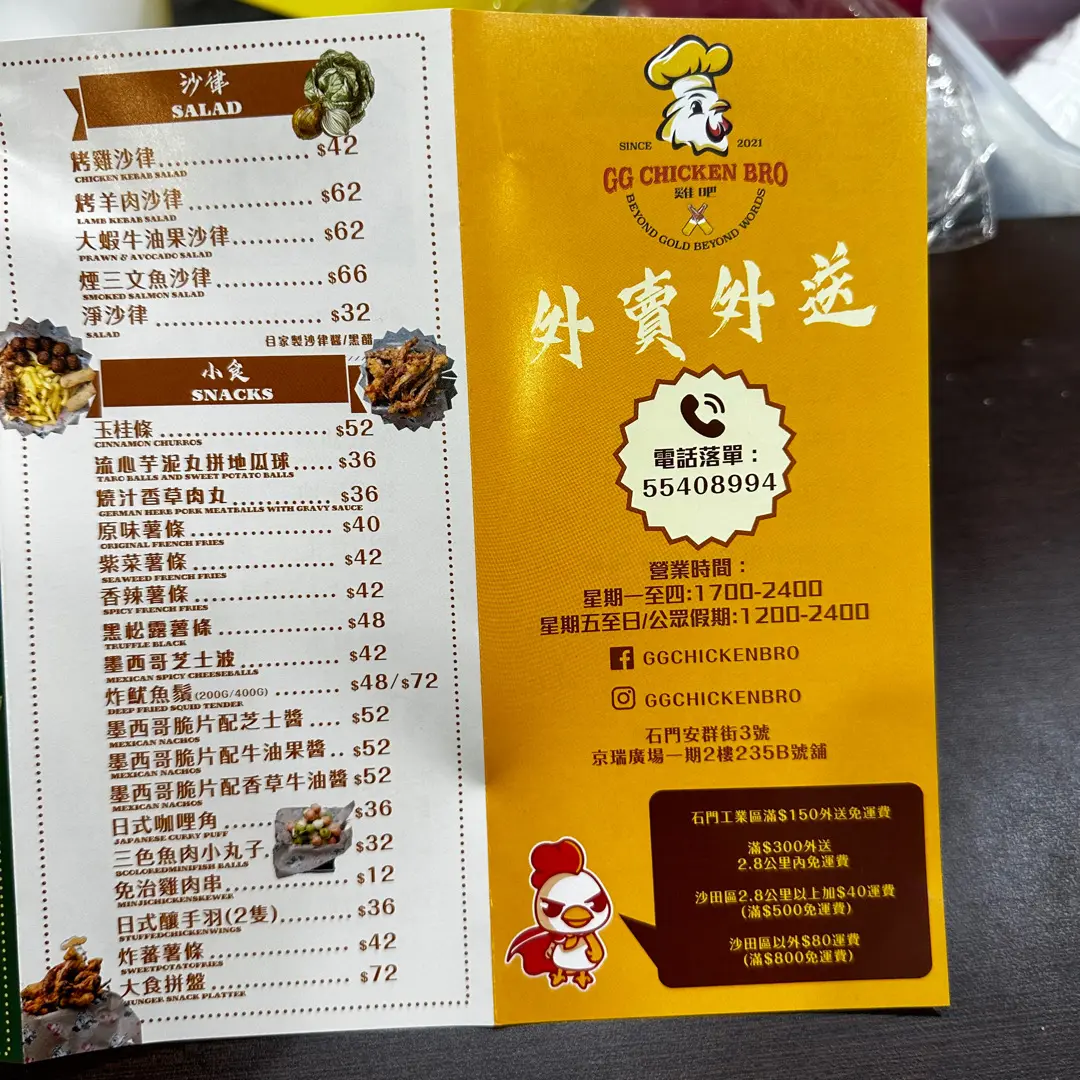 沙律
SALAD
烤雞沙律 $42
CHICKEN KEBAB SALAD
烤羊肉沙律 $62
LAMB KEBAB SALAD
大蝦牛油果沙律 $62
PRAWN & AVOCADO SALAD
煙三文魚沙律 $66
SMOKED SALMON SALAD
淨沙律 $32
SALAD
自家製沙律醬/黑醋
小食
SNACKS
玉桂條 $52
CINNAMON CHURROS
流心芋泥丸拼地瓜球 $36
TARO BALLS AND SWEET POTATO BALLS
燒汁香草肉丸 $36
GERMAN HERB PORK MEATBALLS WITH GRAVY SAUCE
原味薯條 $40
ORIGINAL FRENCH FRIES
紫菜薯條 $42
SEAWEED FRENCH FRIES
香辣薯條 $42
SPICY FRENCH FRIES
黑松露薯條 $48
TRUFFLE BLACK
墨西哥芝士波 $42
MEXICAN SPICY CHEESEBALLS
炸魷魚鬚(200G/400G) $48/$72
DEEP FRIED SQUID TENDER
墨西哥脆片配芝士醬 $52
MEXICAN NACHOS
墨西哥脆片配牛油果醬 $52
MEXICAN NACHOS
墨西哥脆片配香草牛油醬 $52
MEXICAN NACHOS
日式咖哩角 $36
JAPANESE CURRY PUFF
三色魚肉小丸子 $32
3COLOREDMINIFISH BALLS
免治雞肉串 $12
MINJICHICKENSKEWER
日式釀手羽(2隻) $36
STUFFEDCHICKENWINGS
炸蕃薯條 $42
SWEETPOTATOFRIES
大食拼盤 $72
HUNGER SNACK PLATTER
SINCE 2021
GG CHICKEN BRO
雞吧
BEYOND GOLD BEYOND WORDS
外賣外送
電話落單：
55408994
營業時間：
星期一至四:1700-2400
星期五至日/公眾假期:1200-2400
GGCHICKENBRO
GGCHICKENBRO
石門安群街3號
京瑞廣場一期2樓235B號舖
石門工業區滿$150外送免運費
滿$300外送
2.8公里內免運費
沙田區2.8公里以上加$40運費
(滿$500免運費)
沙田區以外$80運費
(滿$800免運費)